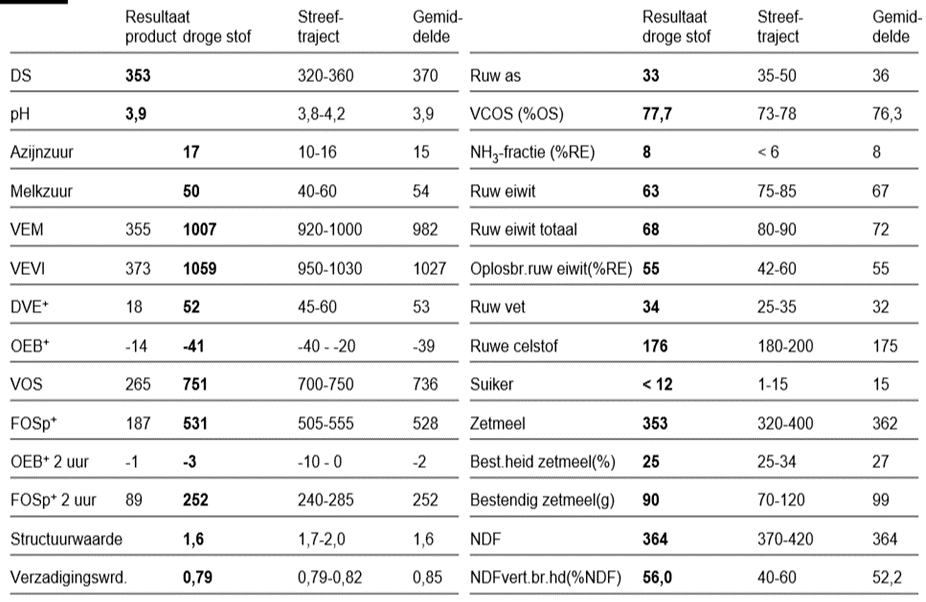 Resultaat Streef- Gemid- Resultaat Streef- Gemid-
product droge stof traject delde droge stof traject delde
DS 353 320-360 370 Ruw as 33 35-50 36
pH 3,9 3,8-4,2 3,9 VCOS (%OS) 77,7 73-78 76,3
Azijnzuur 17 10-16 15 NH₃-fractie (%RE) 8 < 6 8
Melkzuur 50 40-60 54 Ruw eiwit 63 75-85 67
VEM 355 1007 920-1000 982 Ruw eiwit totaal 68 80-90 72
VEVI 373 1059 950-1030 1027 Oplosbr.ruw eiwit(%RE) 55 42-60 55
DVE⁺ 18 52 45-60 53 Ruw vet 34 25-35 32
OEB⁺ -14 -41 -40 - -20 -39 Ruwe celstof 176 180-200 175
VOS 265 751 700-750 736 Suiker < 12 1-15 15
FOSp⁺ 187 531 505-555 528 Zetmeel 353 320-400 362
OEB⁺ 2 uur -1 -3 -10 - 0 -2 Best.heid zetmeel(%) 25 25-34 27
FOSp⁺ 2 uur 89 252 240-285 252 Bestendig zetmeel(g) 90 70-120 99
Structuurwaarde 1,6 1,7-2,0 1,6 NDF 364 370-420 364
Verzadigingswrd. 0,79 0,79-0,82 0,85 NDFvert.br.hd(%NDF) 56,0 40-60 52,2